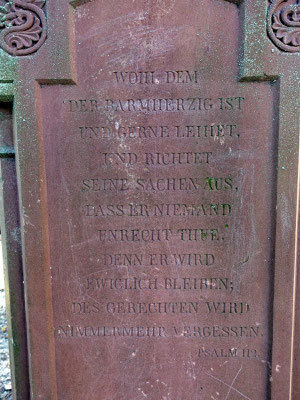 WOHL DEM
DER BARMHERZIG IST
UND GERNE LEIHET,
UND RICHTET
SEINE SACHEN AUS,
DASS ER NIEMAND
UNRECHT THUE,
DENN ER WIRD
EWIGLICH BLEIBEN;
DES GERECHTEN WIRD
NIMMERMEHR VERGESSEN.
PSALM 112